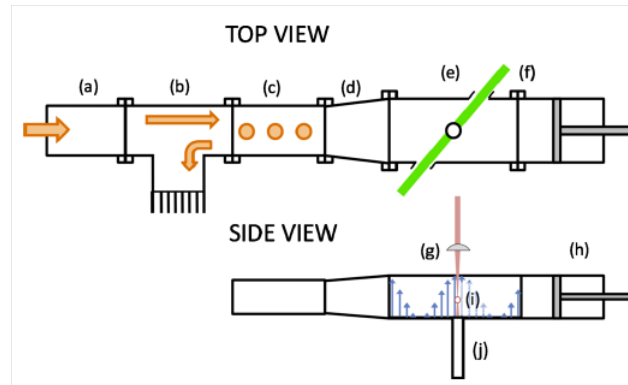 TOP VIEW
(a) (b) (c) (d) (e) (f)
SIDE VIEW
(g) (h)
(i)
(j)